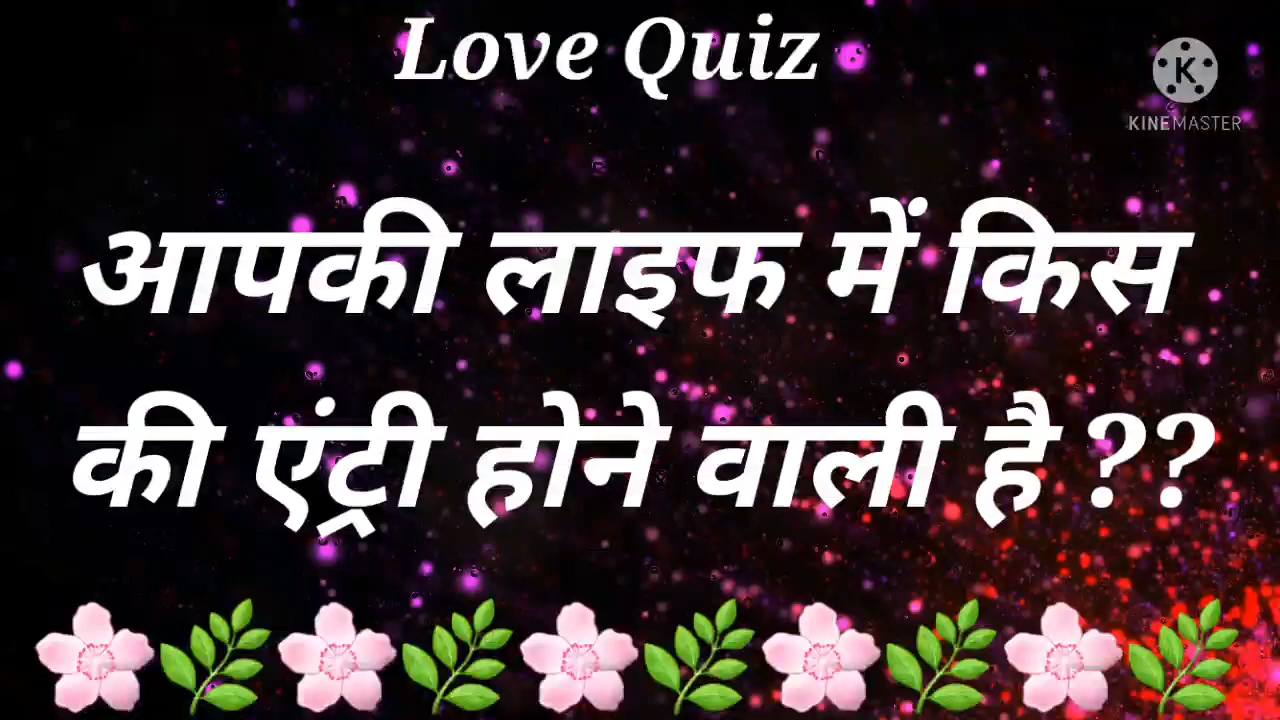 Love Quiz
K
KINEMASTER
आपकी लाइफ में किस
की एंट्री होने वाली है ??